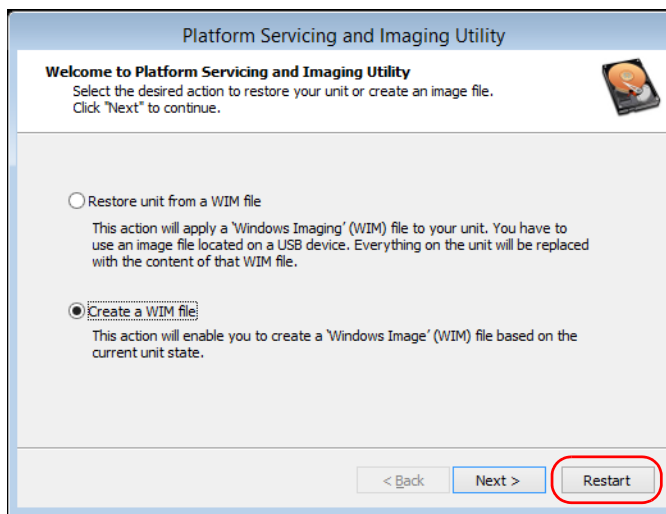 Platform Servicing and Imaging Utility
Welcome to Platform Servicing and Imaging Utility
Select the desired action to restore your unit or create an image file.
Click "Next" to continue.
Restore unit from a WIM file
This action will apply a 'Windows Imaging' (WIM) file to your unit. You have to
use an image file located on a USB device. Everything on the unit will be replaced
with the content of that WIM file.
Create a WIM file
This action will enable you to create a 'Windows Image' (WIM) file based on the
current unit state.
< Back Next > Restart